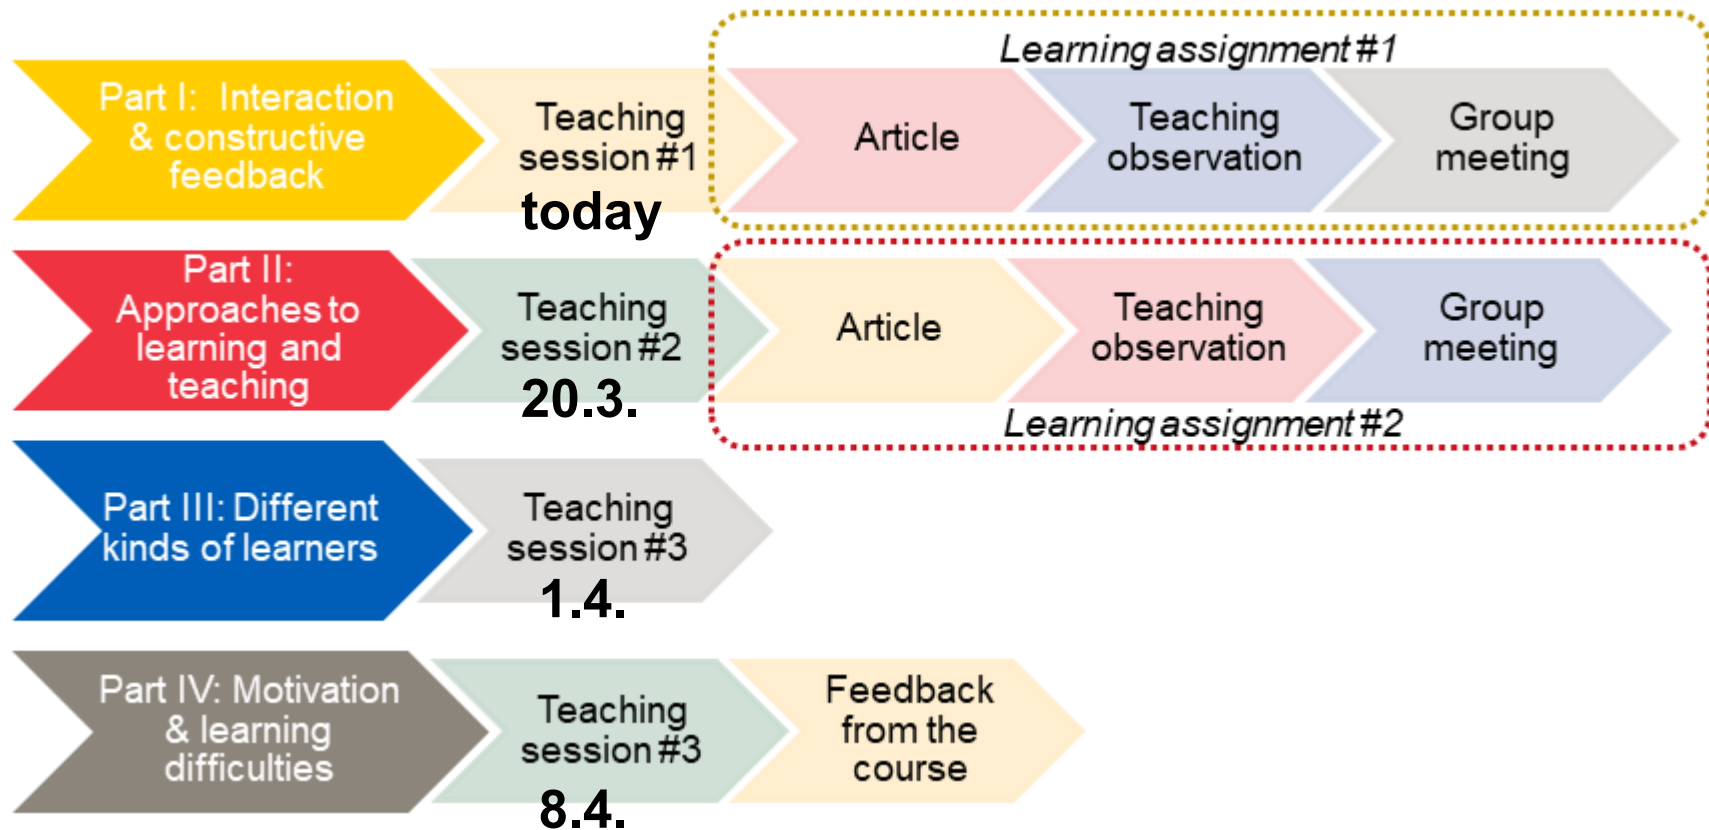 Learning assignment #1
Part I: Interaction
& constructive
feedback
Teaching
session #1
today
Article
Teaching
observation
Group
meeting
Part II:
Approaches to
learning and
teaching
Teaching
session #2
20.3.
Article
Teaching
observation
Group
meeting
Learning assignment #2
Part III: Different
kinds of learners
Teaching
session #3
1.4.
Part IV: Motivation
& learning
difficulties
Teaching
session #3
8.4.
Feedback
from the
course